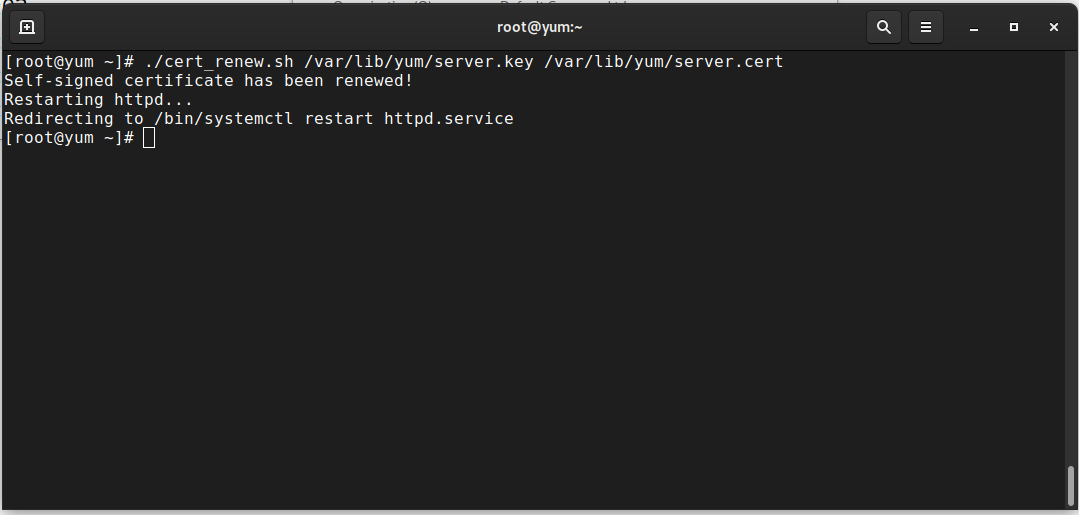 root@yum:~
[root@yum ~]# ./cert_renew.sh /var/lib/yum/server.key /var/lib/yum/server.cert
Self-signed certificate has been renewed!
Restarting httpd...
Redirecting to /bin/systemctl restart httpd.service
[root@yum ~]#